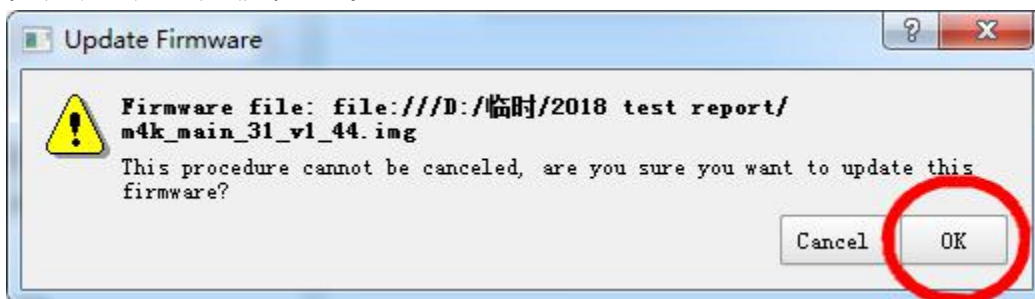 Update Firmware
Firmware file: file:///D:/临时/2018 test report/
m4k_main_31_v1_44.img
This procedure cannot be canceled, are you sure you want to update this
firmware?
Cancel
OK